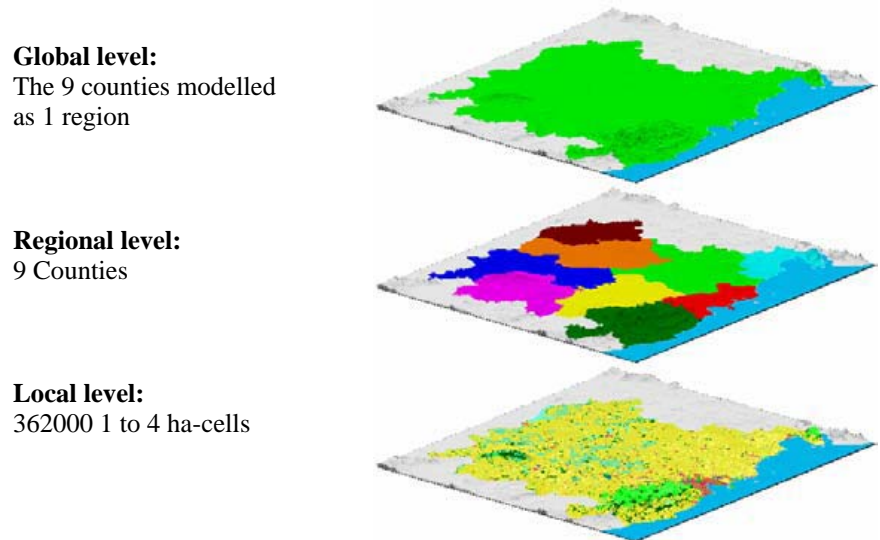 Global level:
The 9 counties modelled
as 1 region
Regional level:
9 Counties
Local level:
362000 1 to 4 ha-cells